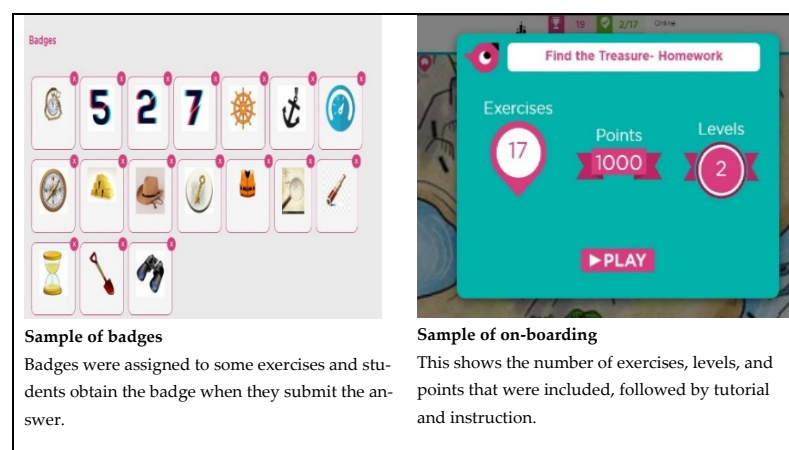 Badges
5 2 7
Sample of badges
Badges were assigned to some exercises and stu-
dents obtain the badge when they submit the an-
swer.
19 2/17 Online
Find the Treasure- Homework
Exercises
17
Points
1000
Levels
2
PLAY
Sample of on-boarding
This shows the number of exercises, levels, and
points that were included, followed by tutorial
and instruction.